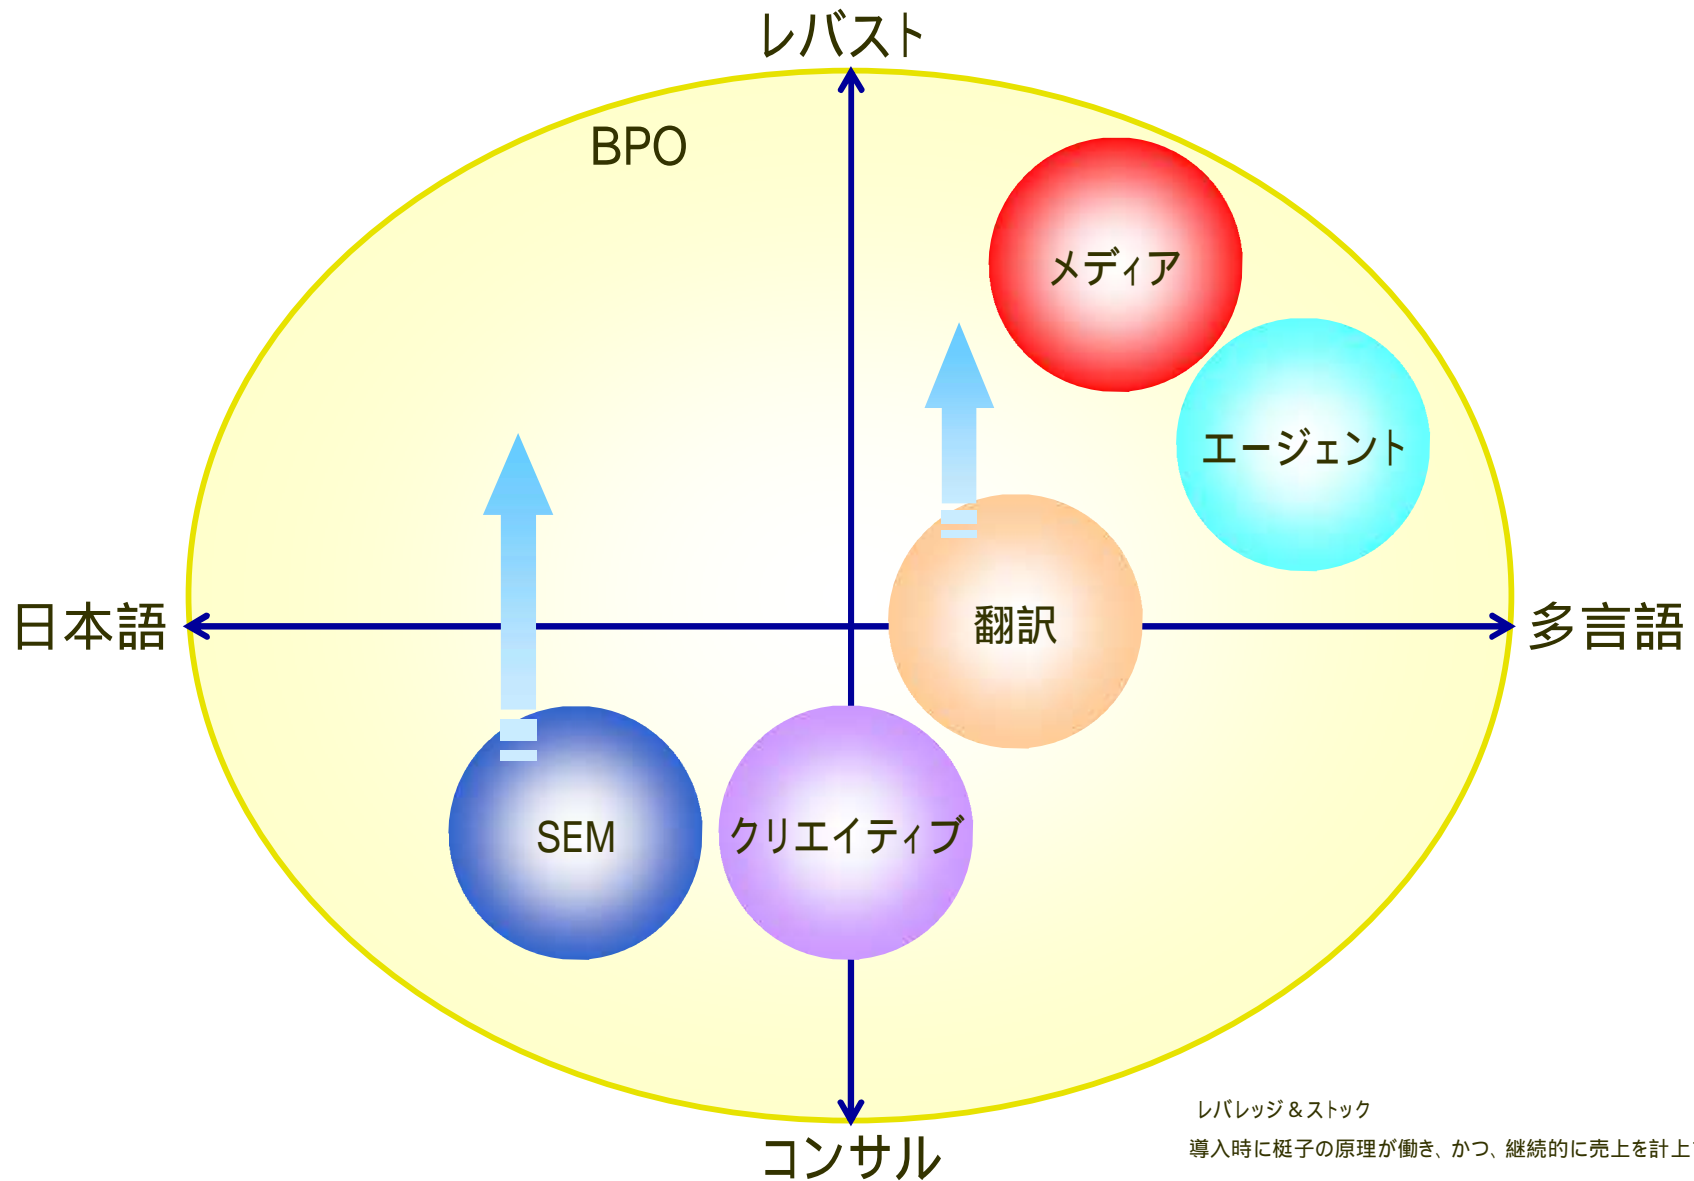 レバスト
BPO
メディア
エージェント
日本語
翻訳
多言語
SEM
クリエイティブ
レバレッジ&ストック
コンサル
導入時に梃子の原理が働き、かつ、継続的に売上を計上